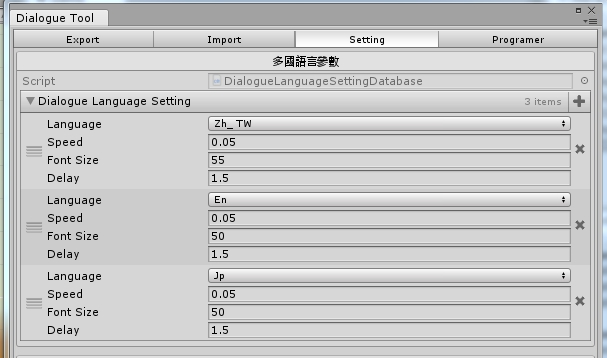 Dialogue Tool
Export Import Setting Programer
多國語言參數
Script DialogueLanguageSettingDatabase
Dialogue Language Setting 3 items
Language Zh_TW
Speed 0.05
Font Size 55
Delay 1.5
Language En
Speed 0.05
Font Size 50
Delay 1.5
Language Jp
Speed 0.05
Font Size 50
Delay 1.5